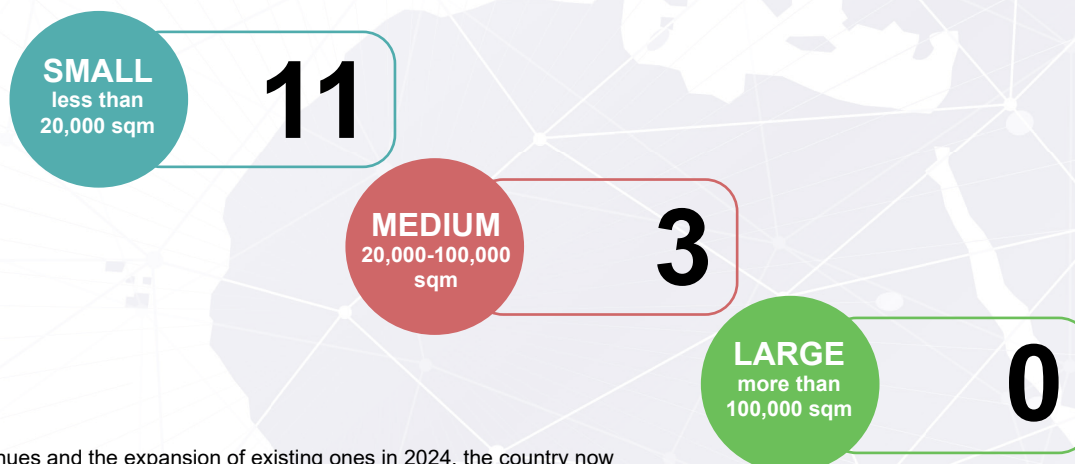 SMALL
less than
20,000 sqm
11
MEDIUM
20,000-100,000
sqm
3
LARGE
more than
100,000 sqm
0
and the expansion of existing ones in 2024, the country now